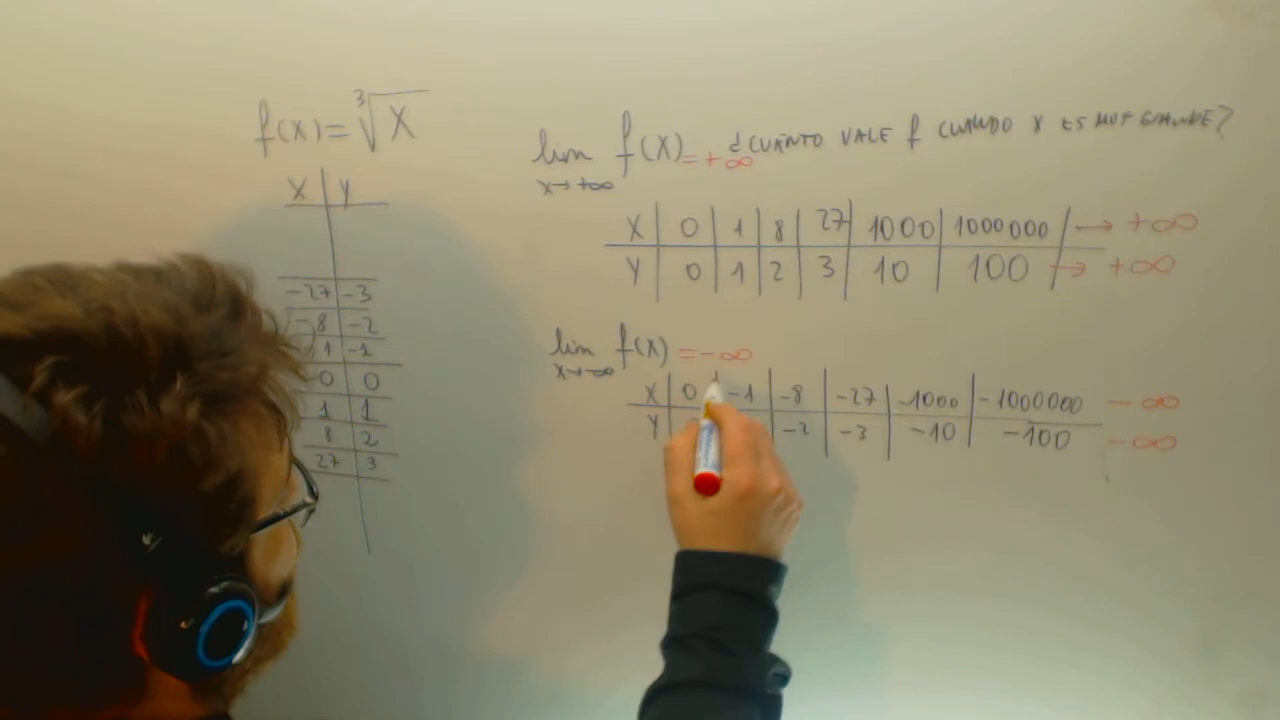 f(x)= ∛x
x y
-27 -3
-8 -2
1 -1
0 0
1 1
8 2
27 3
lim f(x) = +∞ ¿CUÁNTO VALE f CUANDO X ES MUY GRANDE?
x→+∞
X 0 1 8 27 1000 1000000 → +∞
Y 0 1 2 3 10 100 → +∞
lim f(x) = -∞
x→-∞
X 0 -1 -8 -27 -1000 -1000000 -∞
Y -2 -3 -10 -100 -∞